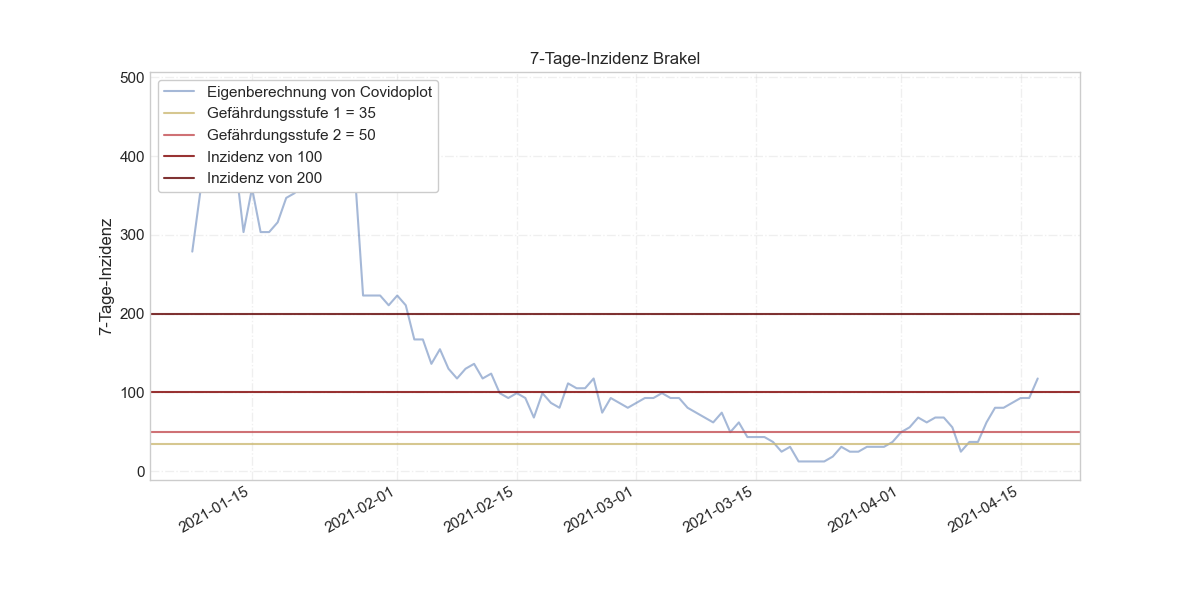 7-Tage-Inzidenz Brakel
500
400
300
200
100
0
7-Tage-Inzidenz
Eigenberechnung von Covidoplot
Gefährdungsstufe 1 = 35
Gefährdungsstufe 2 = 50
Inzidenz von 100
Inzidenz von 200
2021-01-15
2021-02-01
2021-02-15
2021-03-01
2021-03-15
2021-04-01
2021-04-15